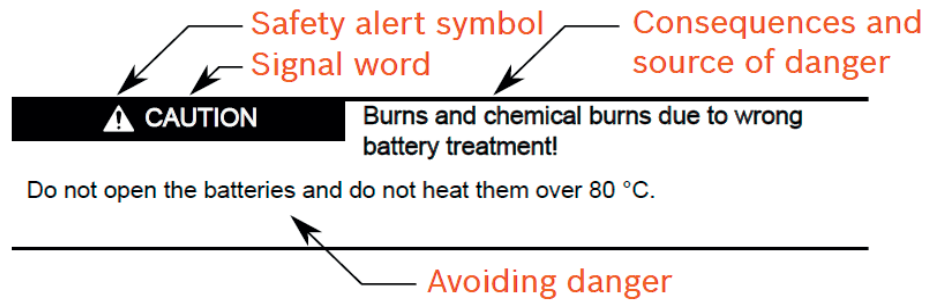 Safety alert symbol
Signal word
Consequences and
source of danger
CAUTION
Burns and chemical burns due to wrong
battery treatment!
Do not open the batteries and do not heat them over 80 °C.
Avoiding danger